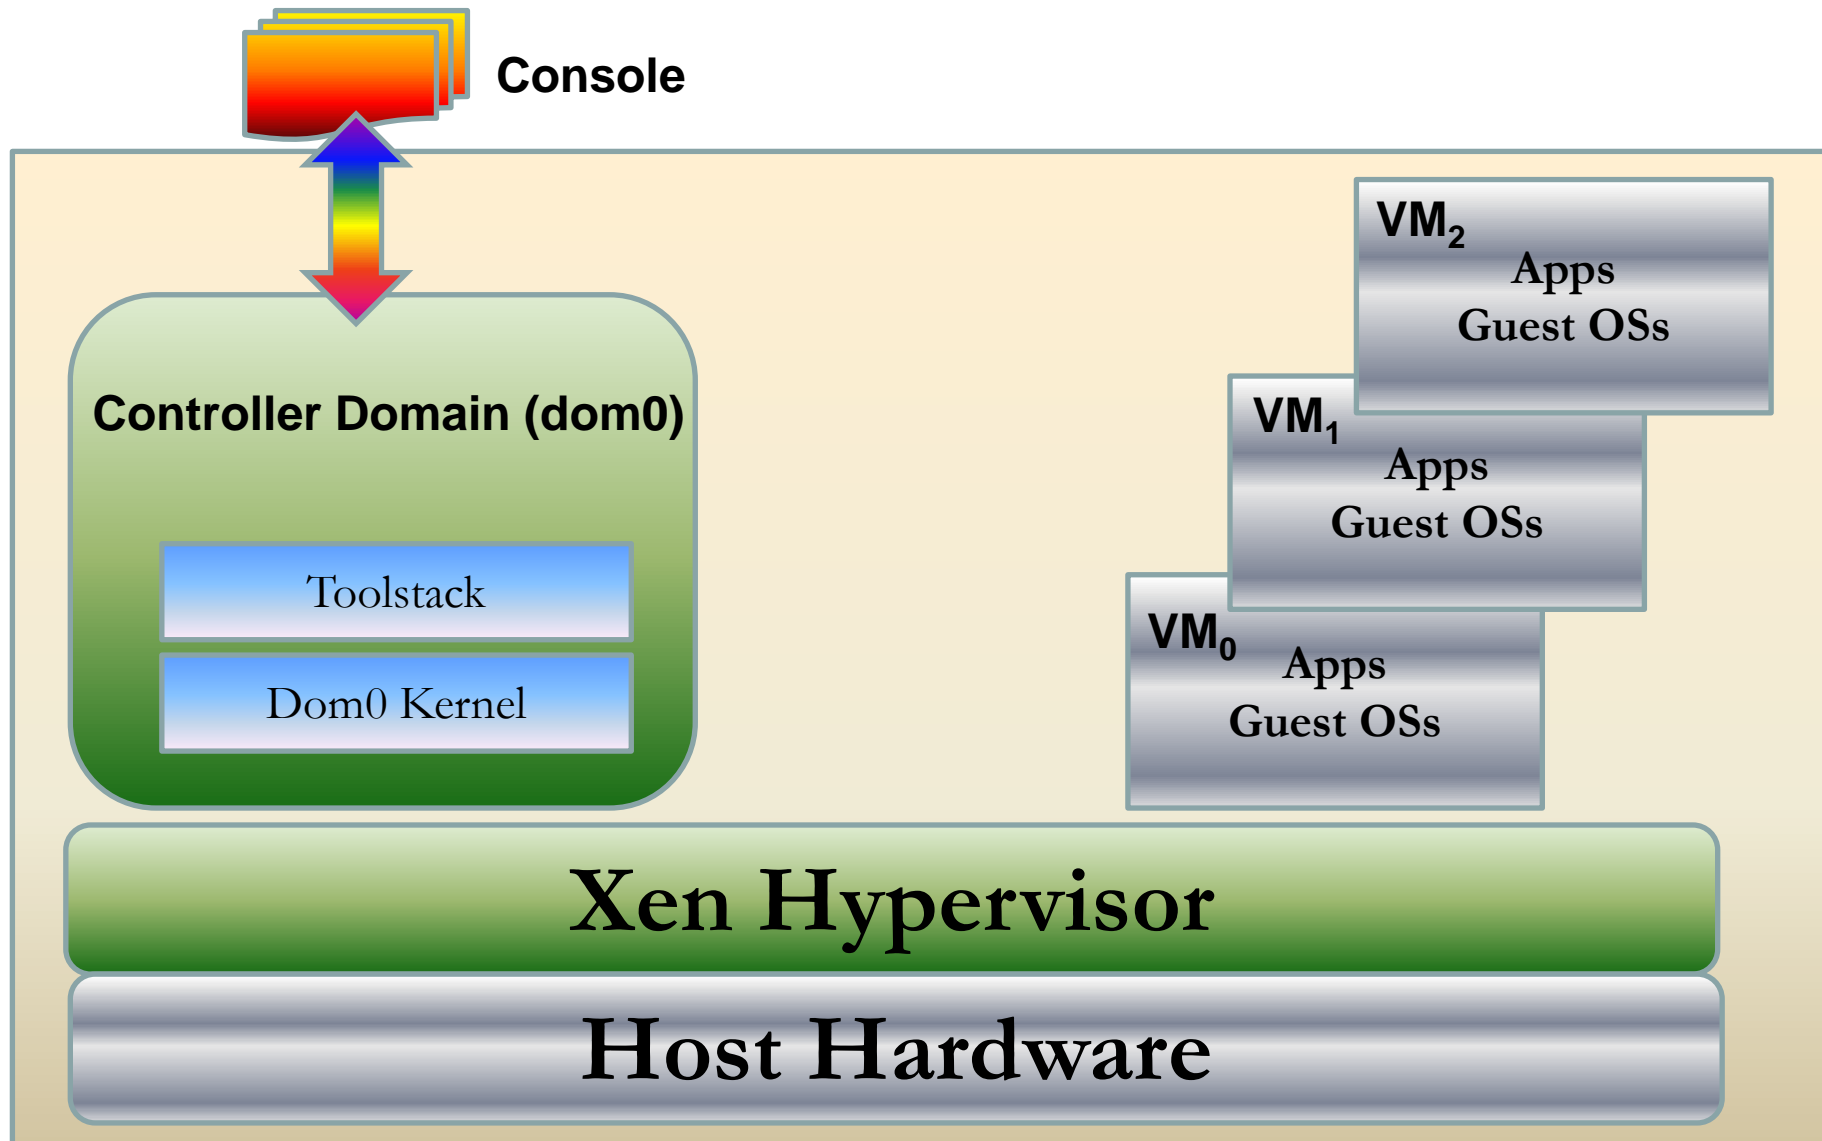 Console
Controller Domain (dom0)
Toolstack
Dom0 Kernel
VM2
Apps
Guest OSs
VM1
Apps
Guest OSs
VM0
Apps
Guest OSs
Xen Hypervisor
Host Hardware